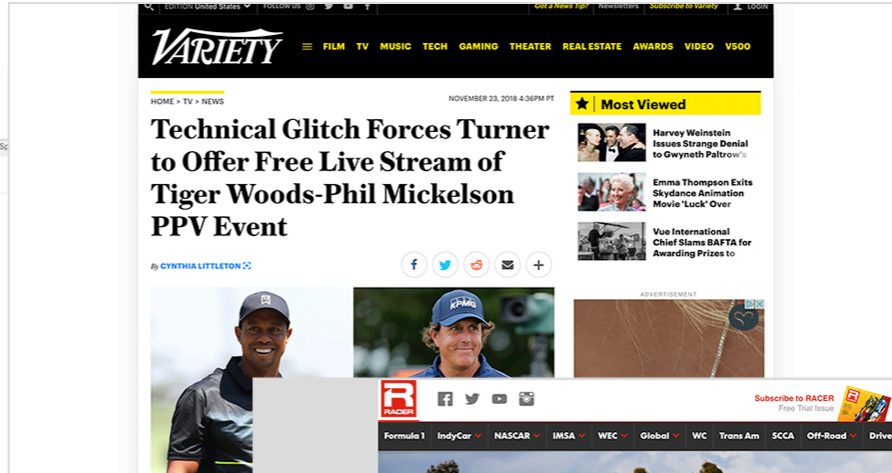 EDITION United States
FOLLOW US
Got a News Tip?
Newsletters
Subscribe to Variety
LOGIN
VARIETY
FILM TV MUSIC TECH GAMING THEATER REAL ESTATE AWARDS VIDEO V500
HOME > TV > NEWS
NOVEMBER 23, 2018 4:36PM PT
Technical Glitch Forces Turner
to Offer Free Live Stream of
Tiger Woods-Phil Mickelson
PPV Event
By CYNTHIA LITTLETON
Most Viewed
Harvey Weinstein
Issues Strange Denial
to Gwyneth Paltrow's
Emma Thompson Exits
Skydance Animation
Movie 'Luck' Over
Vue International
Chief Slams BAFTA for
Awarding Prizes to
ADVERTISEMENT
KPMG
R
RACER
Subscribe to RACER
Free Trial Issue
Formula 1 IndyCar NASCAR IMSA WEC Global WC Trans Am SCCA Off-Road Drive